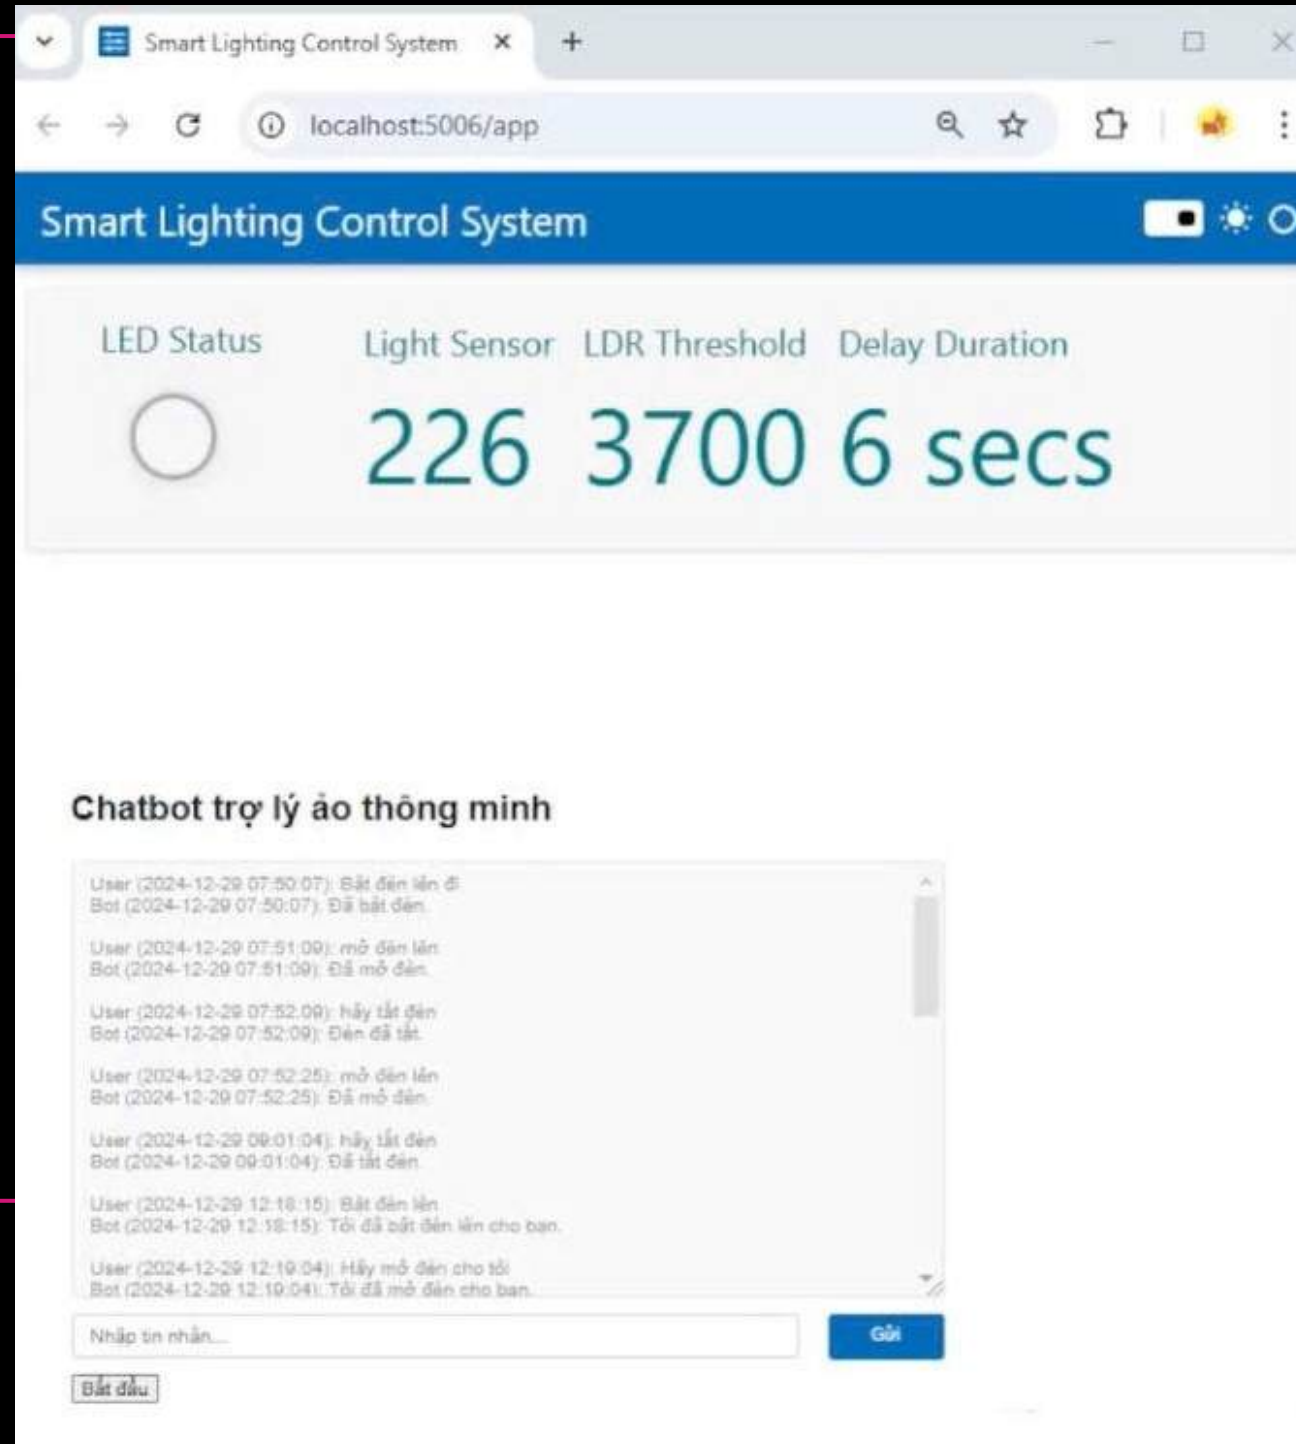 Smart Lighting Control System
localhost:5006/app
Smart Lighting Control System
LED Status
Light Sensor LDR Threshold Delay Duration
226 3700 6 secs
Chatbot trợ lý ảo thông minh
User (2024-12-29 07:50:07): Bật đèn lên đi
Bot (2024-12-29 07:50:07): Đã bật đèn.
User (2024-12-29 07:51:09): mở đèn lên
Bot (2024-12-29 07:51:09): Đã mở đèn.
User (2024-12-29 07:52:09): hãy tắt đèn
Bot (2024-12-29 07:52:09): Đèn đã tắt.
User (2024-12-29 07:52:25): mở đèn lên
Bot (2024-12-29 07:52:25): Đã mở đèn.
User (2024-12-29 09:01:04): hãy tắt đèn
Bot (2024-12-29 09:01:04): Đã tắt đèn.
User (2024-12-29 12:18:15): Bật đèn lên
Bot (2024-12-29 12:18:15): Tôi đã bật đèn lên cho bạn.
User (2024-12-29 12:19:04): Hãy mở đèn cho tôi
Bot (2024-12-29 12:19:04): Tôi đã mở đèn cho bạn.
Nhập tin nhắn...
Gửi
Bắt đầu